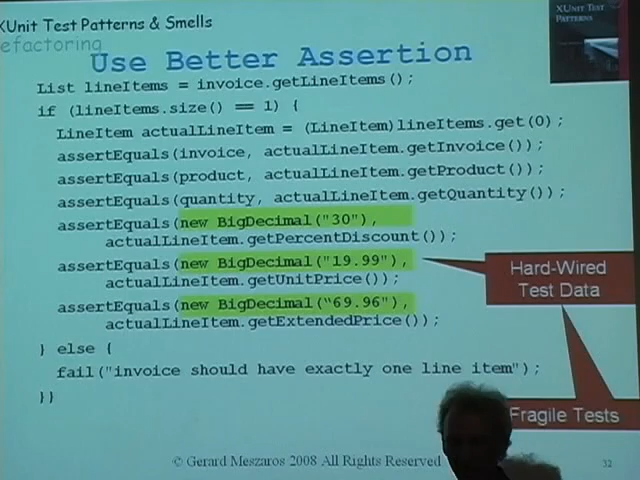 XUnit Test Patterns & Smells
XUnit Test
Patterns
efactoring
Use Better Assertion
List lineItems = invoice.getLineItems();
if (lineItems.size() == 1) {
LineItem actualLineItem = (LineItem)lineItems.get(0);
assertEquals(invoice, actualLineItem.getInvoice());
assertEquals(product, actualLineItem.getProduct());
assertEquals(quantity, actualLineItem.getQuantity());
assertEquals(new BigDecimal("30"),
actualLineItem.getPercentDiscount());
assertEquals(new BigDecimal("19.99"),
actualLineItem.getUnitPrice());
assertEquals(new BigDecimal("69.96"),
actualLineItem.getExtendedPrice());
} else {
fail("invoice should have exactly one line item");
}}
Hard-Wired
Test Data
Fragile Tests
© Gerard Meszaros 2008 All Rights Reserved
32